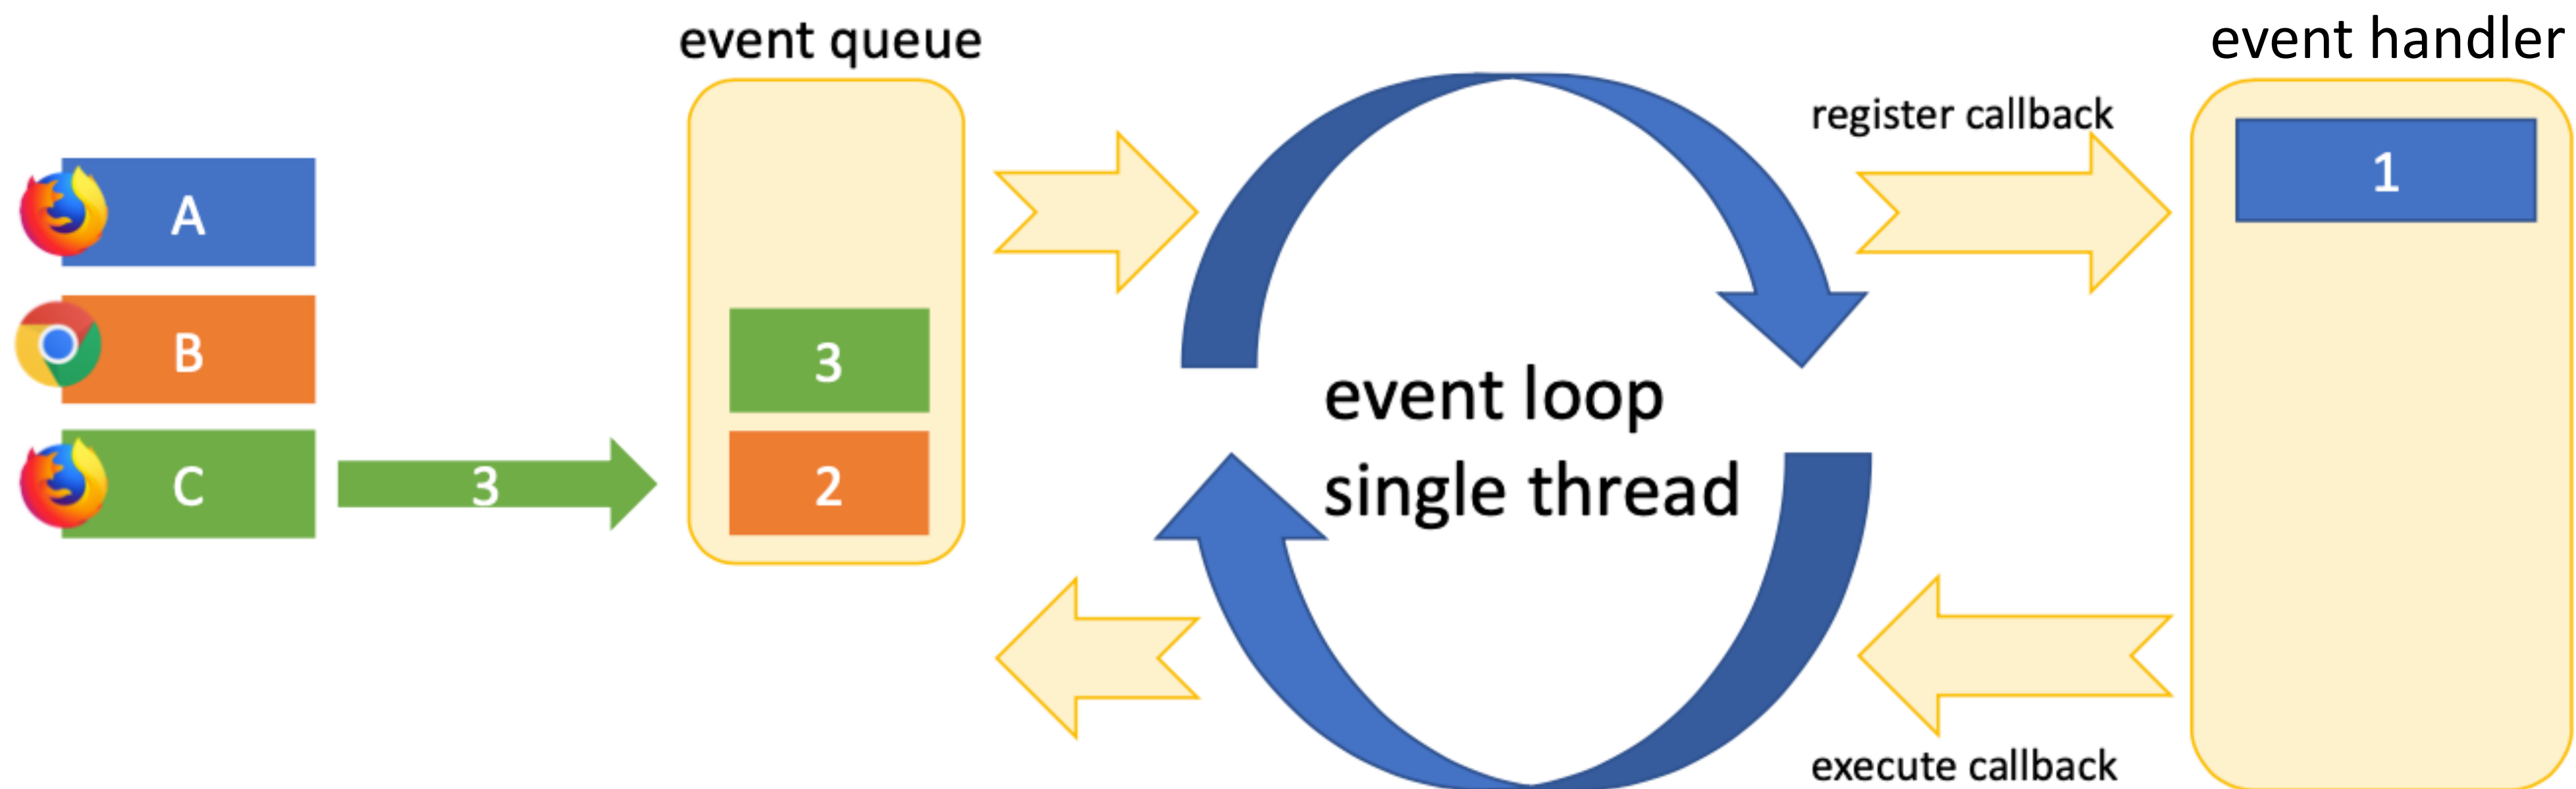 event queue
event handler
register callback
A
1
B
3
event loop
C
3
2
single thread
execute callback